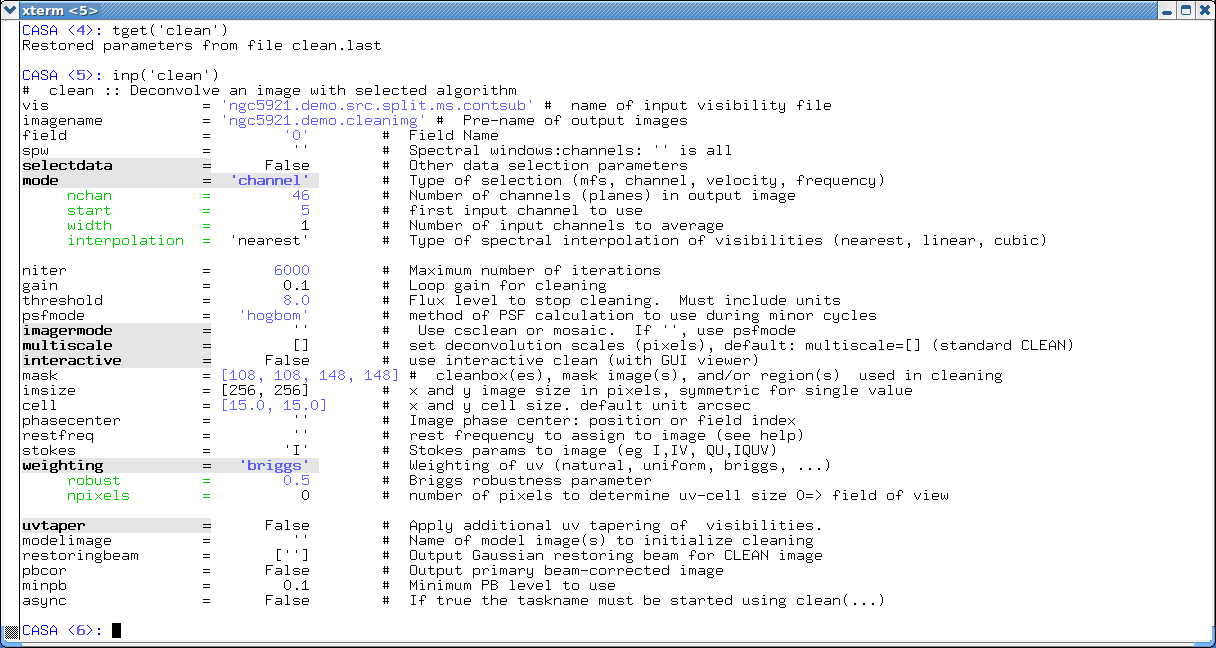 xterm <5>
CASA <4>: tget('clean')
Restored parameters from file clean.last
CASA <5>: inp('clean')
#  clean :: Deconvolve an image with selected algorithm
vis                 = 'ngc5921.demo.src.split.ms.contsub' #  name of input visibility file
imagename           = 'ngc5921.demo.cleanimg' #  Pre-name of output images
field               =        '0'        #  Field Name
spw                 =         ''        #  Spectral windows:channels: '' is all
selectdata          =      False        #  Other data selection parameters
mode                =  'channel'        #  Type of selection (mfs, channel, velocity, frequency)
     nchan          =         46        #  Number of channels (planes) in output image
     start          =          5        #  first input channel to use
     width          =          1        #  Number of input channels to average
     interpolation  =  'nearest'        #  Type of spectral interpolation of visibilities (nearest, linear, cubic)
niter               =       6000        #  Maximum number of iterations
gain                =        0.1        #  Loop gain for cleaning
threshold           =        8.0        #  Flux level to stop cleaning.  Must include units
psfmode             =   'hogbom'        #  method of PSF calculation to use during minor cycles
imagermode          =         ''        #   Use csclean or mosaic.  If '', use psfmode
multiscale          =         []        #  set deconvolution scales (pixels), default: multiscale=[] (standard CLEAN)
interactive         =      False        #  use interactive clean (with GUI viewer)
mask                = [108, 108, 148, 148] #  cleanbox(es), mask image(s), and/or region(s)  used in cleaning
imsize              = [256, 256]        #  x and y image size in pixels, symmetric for single value
cell                = [15.0, 15.0]      #  x and y cell size. default unit arcsec
phasecenter         =         ''        #  Image phase center: position or field index
restfreq            =         ''        #  rest frequency to assign to image (see help)
stokes              =        'I'        #  Stokes params to image (eg I,IV, QU,IQUV)
weighting           =   'briggs'        #  Weighting of uv (natural, uniform, briggs, ...)
     robust         =        0.5        #  Briggs robustness parameter
     npixels        =          0        #  number of pixels to determine uv-cell size 0=> field of view
uvtaper             =      False        #  Apply additional uv tapering of  visibilities.
modelimage          =         ''        #  Name of model image(s) to initialize cleaning
restoringbeam       =       ['']        #  Output Gaussian restoring beam for CLEAN image
pbcor               =      False        #  Output primary beam-corrected image
minpb               =        0.1        #  Minimum PB level to use
async               =      False        #  If true the taskname must be started using clean(...)
CASA <6>: